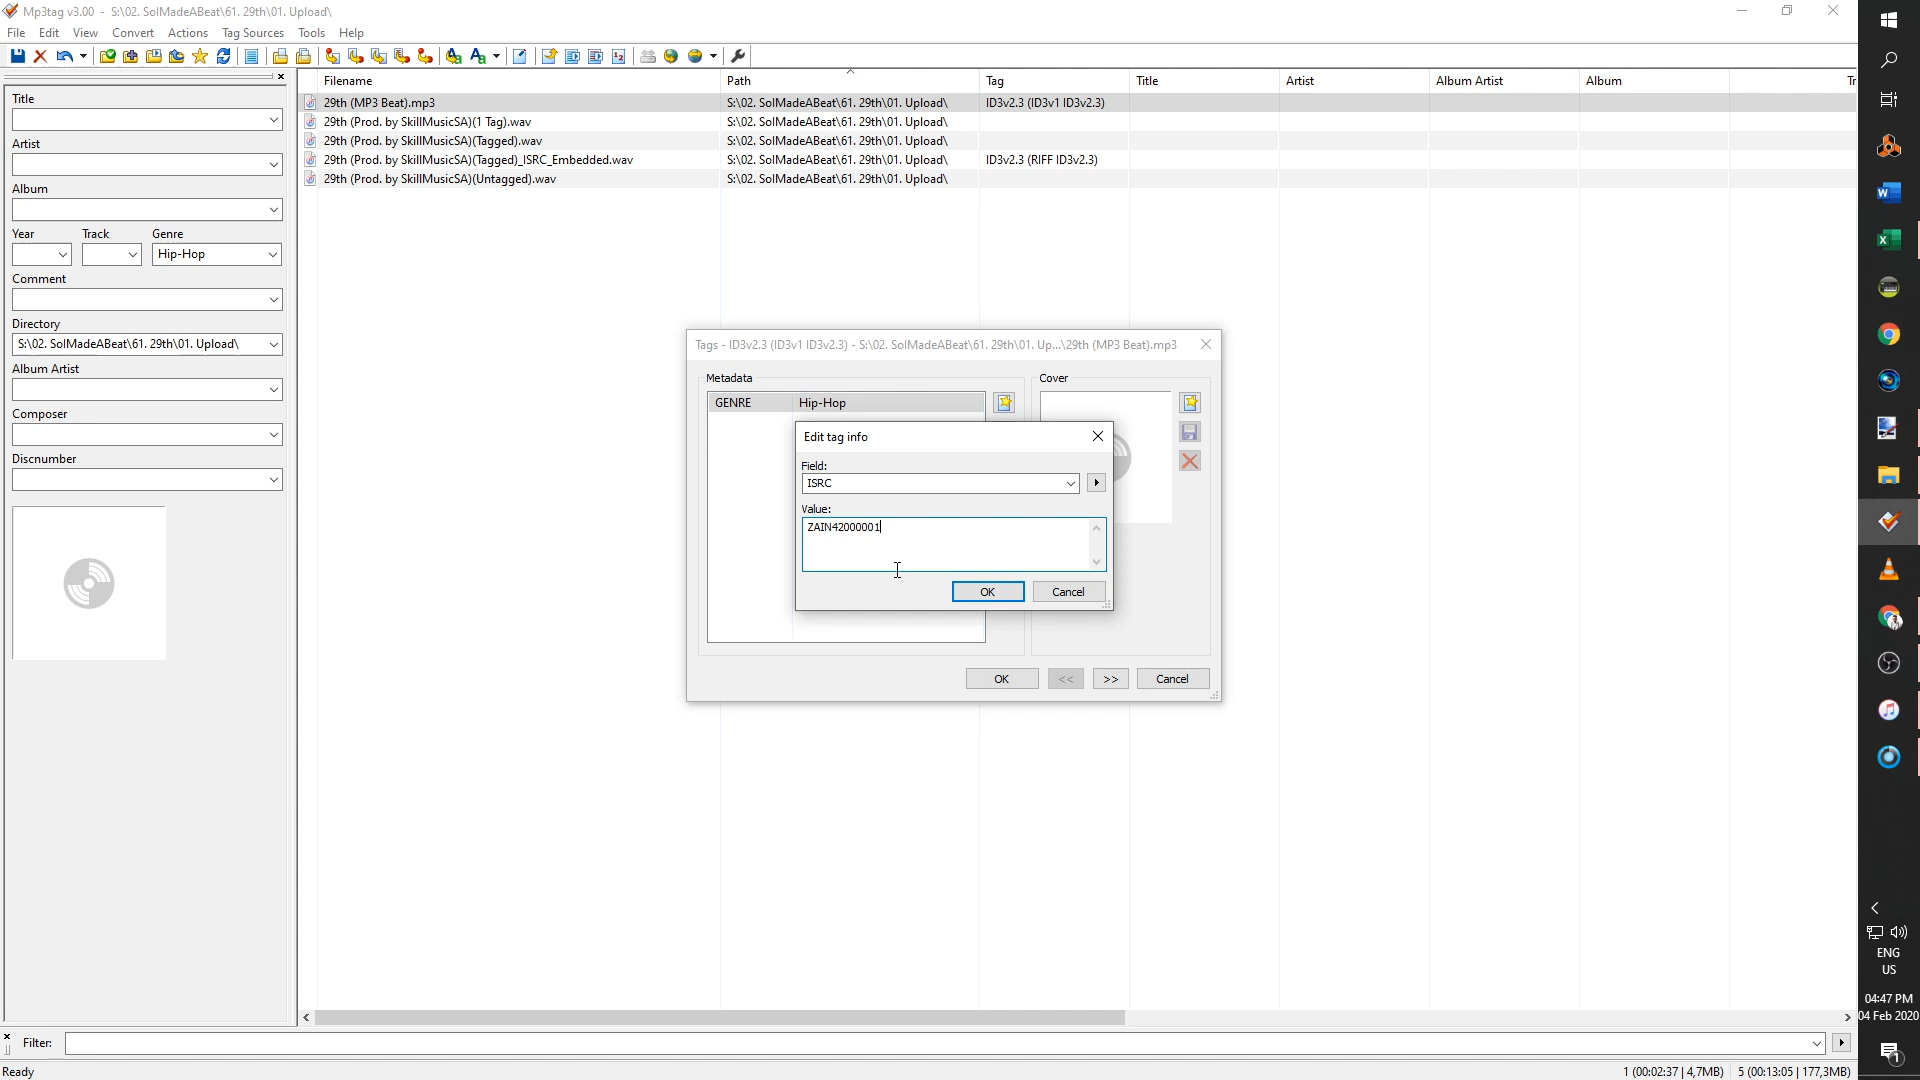 Mp3tag v3.00 - S:\02. SolMadeABeat\61. 29th\01. Upload\
File Edit View Convert Actions Tag Sources Tools Help
Filename Path Tag Title Artist Album Artist Album Tr
29th (MP3 Beat).mp3 S:\02. SolMadeABeat\61. 29th\01. Upload\ ID3v2.3 (ID3v1 ID3v2.3)
29th (Prod. by SkillMusicSA)(1 Tag).wav S:\02. SolMadeABeat\61. 29th\01. Upload\
29th (Prod. by SkillMusicSA)(Tagged).wav S:\02. SolMadeABeat\61. 29th\01. Upload\
29th (Prod. by SkillMusicSA)(Tagged)_ISRC_Embedded.wav S:\02. SolMadeABeat\61. 29th\01. Upload\ ID3v2.3 (RIFF ID3v2.3)
29th (Prod. by SkillMusicSA)(Untagged).wav S:\02. SolMadeABeat\61. 29th\01. Upload\
Title
Artist
Album
Year Track Genre
Hip-Hop
Comment
Directory
S:\02. SolMadeABeat\61. 29th\01. Upload\
Album Artist
Composer
Discnumber
Tags - ID3v2.3 (ID3v1 ID3v2.3) - S:\02. SolMadeABeat\61. 29th\01. Up...\29th (MP3 Beat).mp3
Metadata Cover
GENRE Hip-Hop
Edit tag info
Field:
ISRC
Value:
ZAIN42000001
OK Cancel
OK << >> Cancel
Filter:
Ready 1 (00:02:37 | 4,7MB) 5 (00:13:05 | 177,3MB)
ENG
US
04:47 PM
04 Feb 2020
1